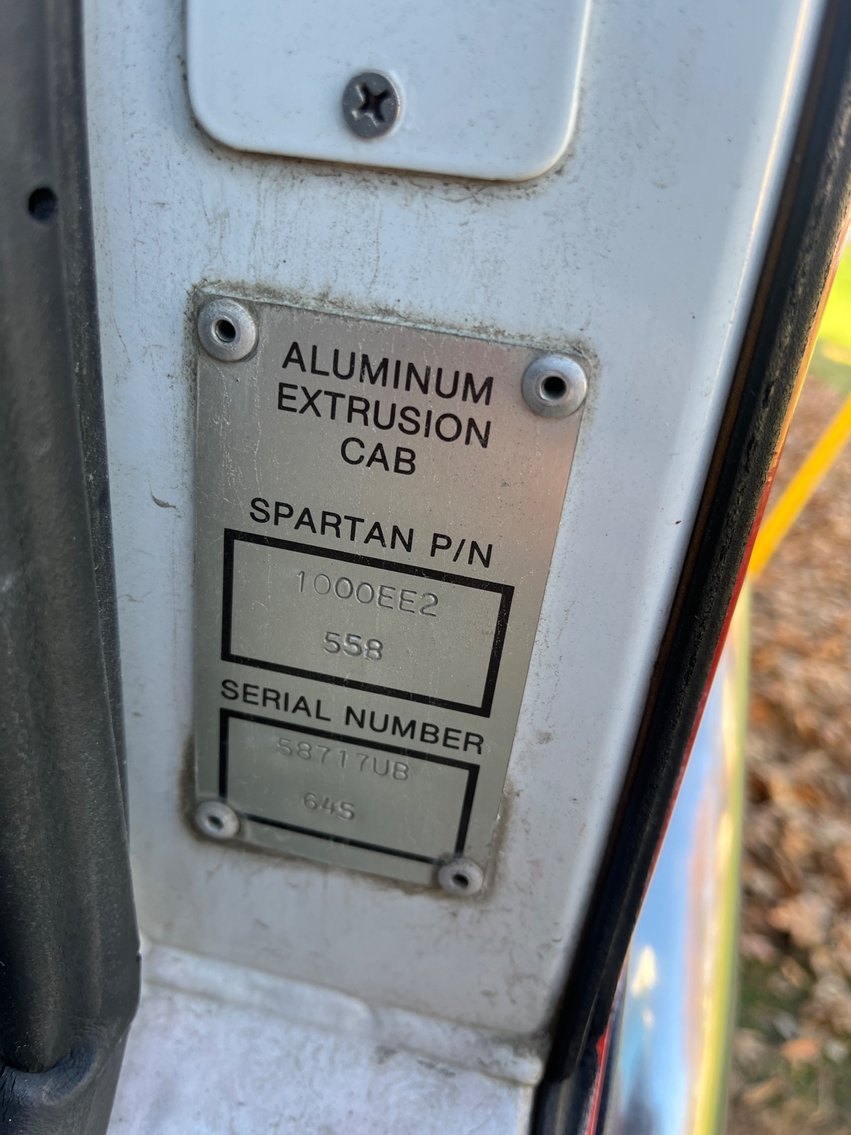 ALUMINUM
EXTRUSION
CAB
SPARTAN P/N
1000EE2
558
SERIAL NUMBER
58717UB
645